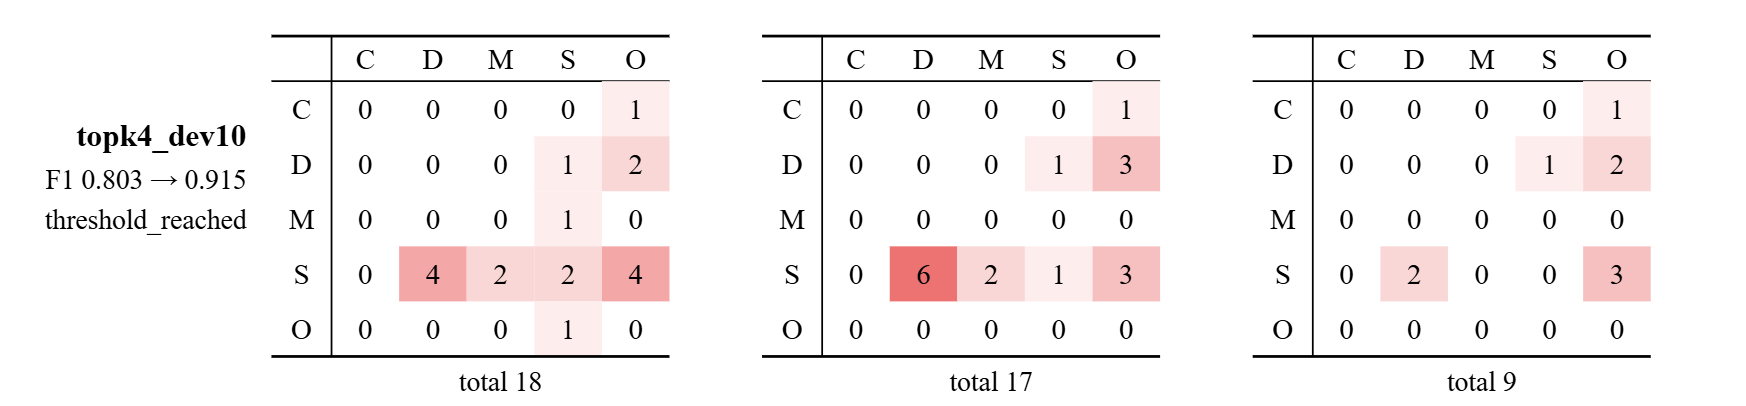 topk4_dev10
F1 0.803 → 0.915
threshold_reached
C D M S O
C 0 0 0 0 1
D 0 0 0 1 2
M 0 0 0 1 0
S 0 4 2 2 4
O 0 0 0 1 0
total 18
C D M S O
C 0 0 0 0 1
D 0 0 0 1 3
M 0 0 0 0 0
S 0 6 2 1 3
O 0 0 0 0 0
total 17
C D M S O
C 0 0 0 0 1
D 0 0 0 1 2
M 0 0 0 0 0
S 0 2 0 0 3
O 0 0 0 0 0
total 9